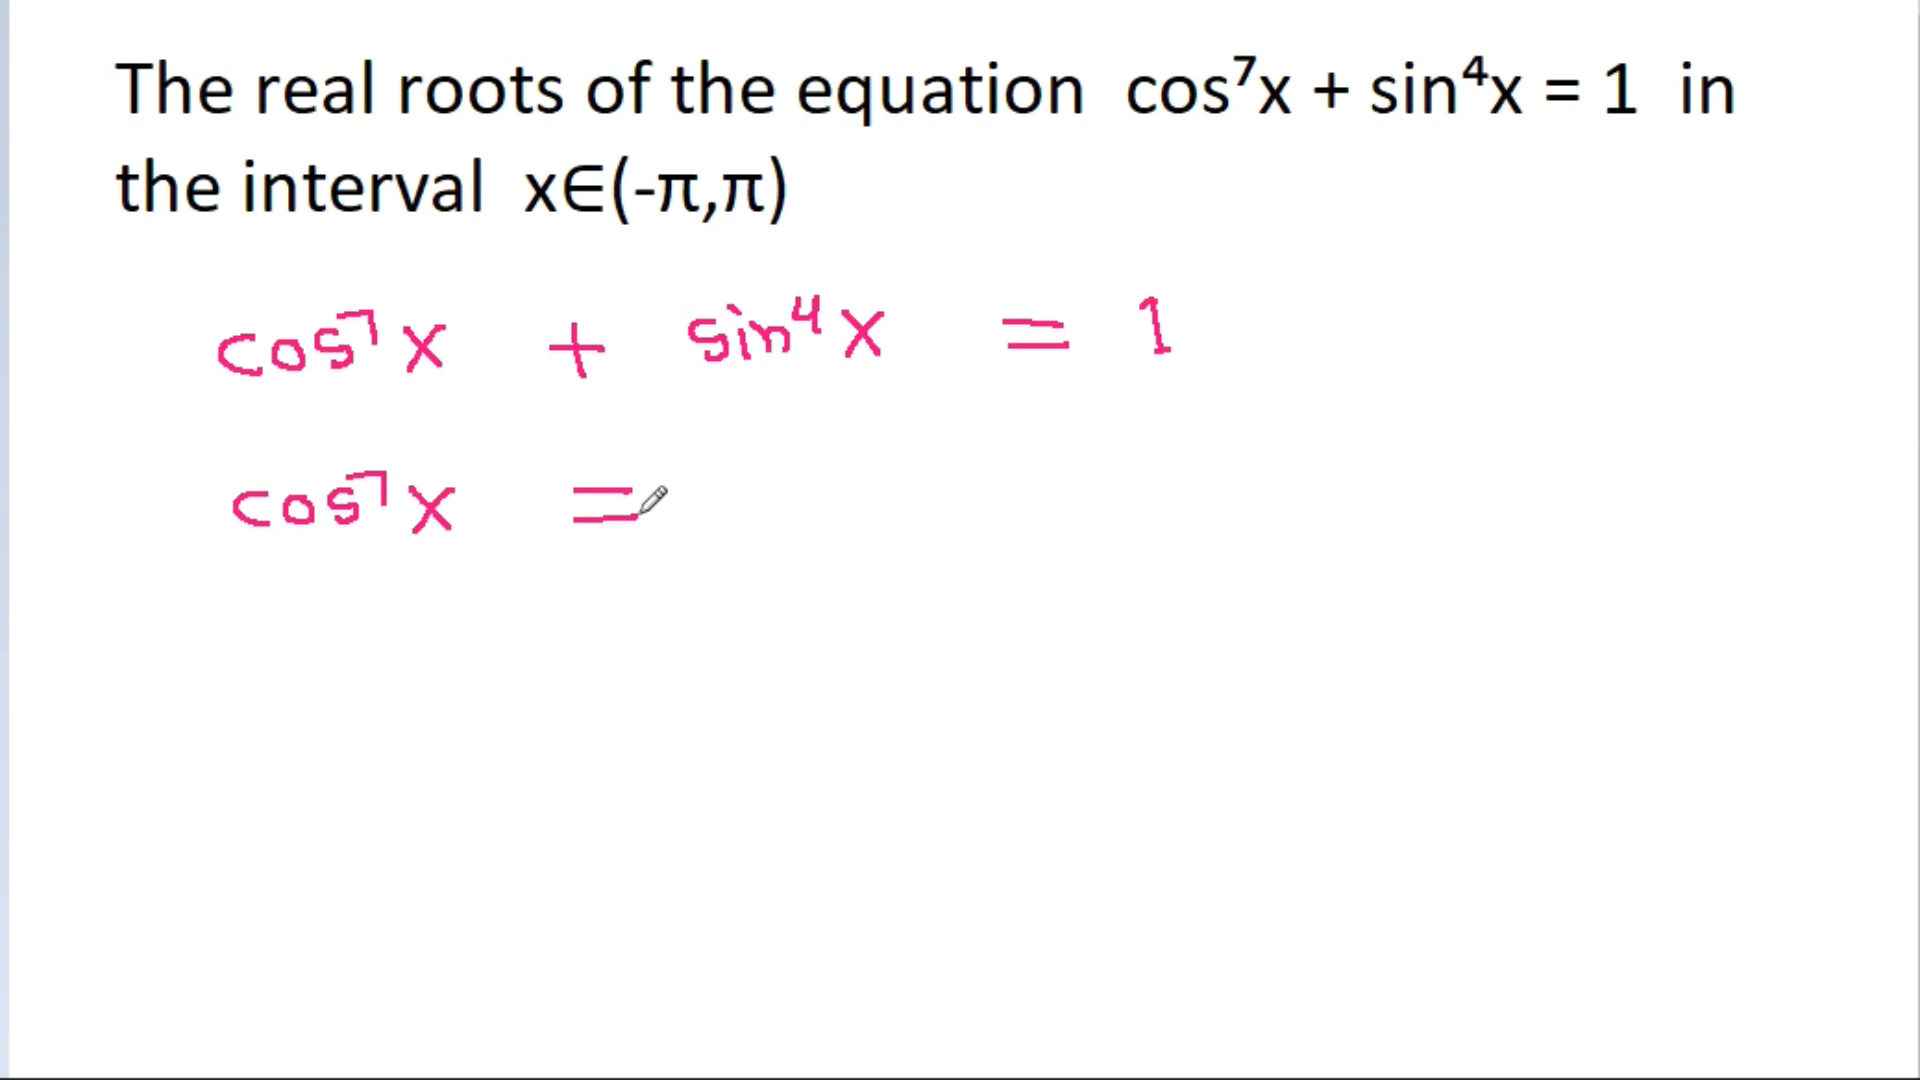 The real roots of the equation cos⁷x + sin⁴x = 1 in
the interval x∈(-π,π)
cos⁷x + sin⁴x = 1
cos⁷x =